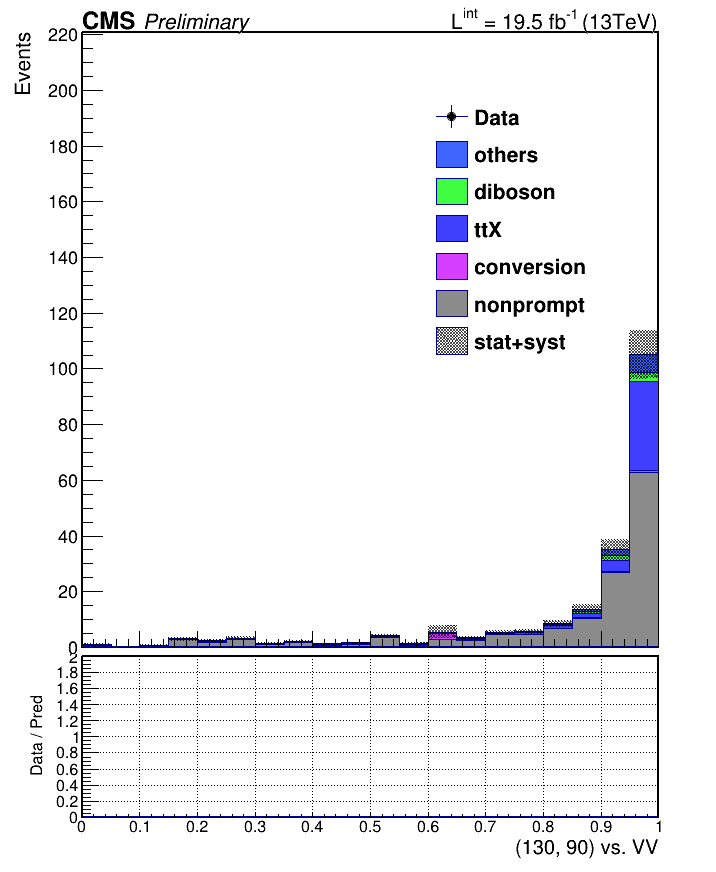 CMS Preliminary L^int = 19.5 fb^-1 (13TeV)
Events
220
200
180
160
140
120
100
80
60
40
20
0
Data
others
diboson
ttX
conversion
nonprompt
stat+syst
Data / Pred
2
1.8
1.6
1.4
1.2
1
0.8
0.6
0.4
0.2
0
0 0.1 0.2 0.3 0.4 0.5 0.6 0.7 0.8 0.9 1
(130, 90) vs. VV